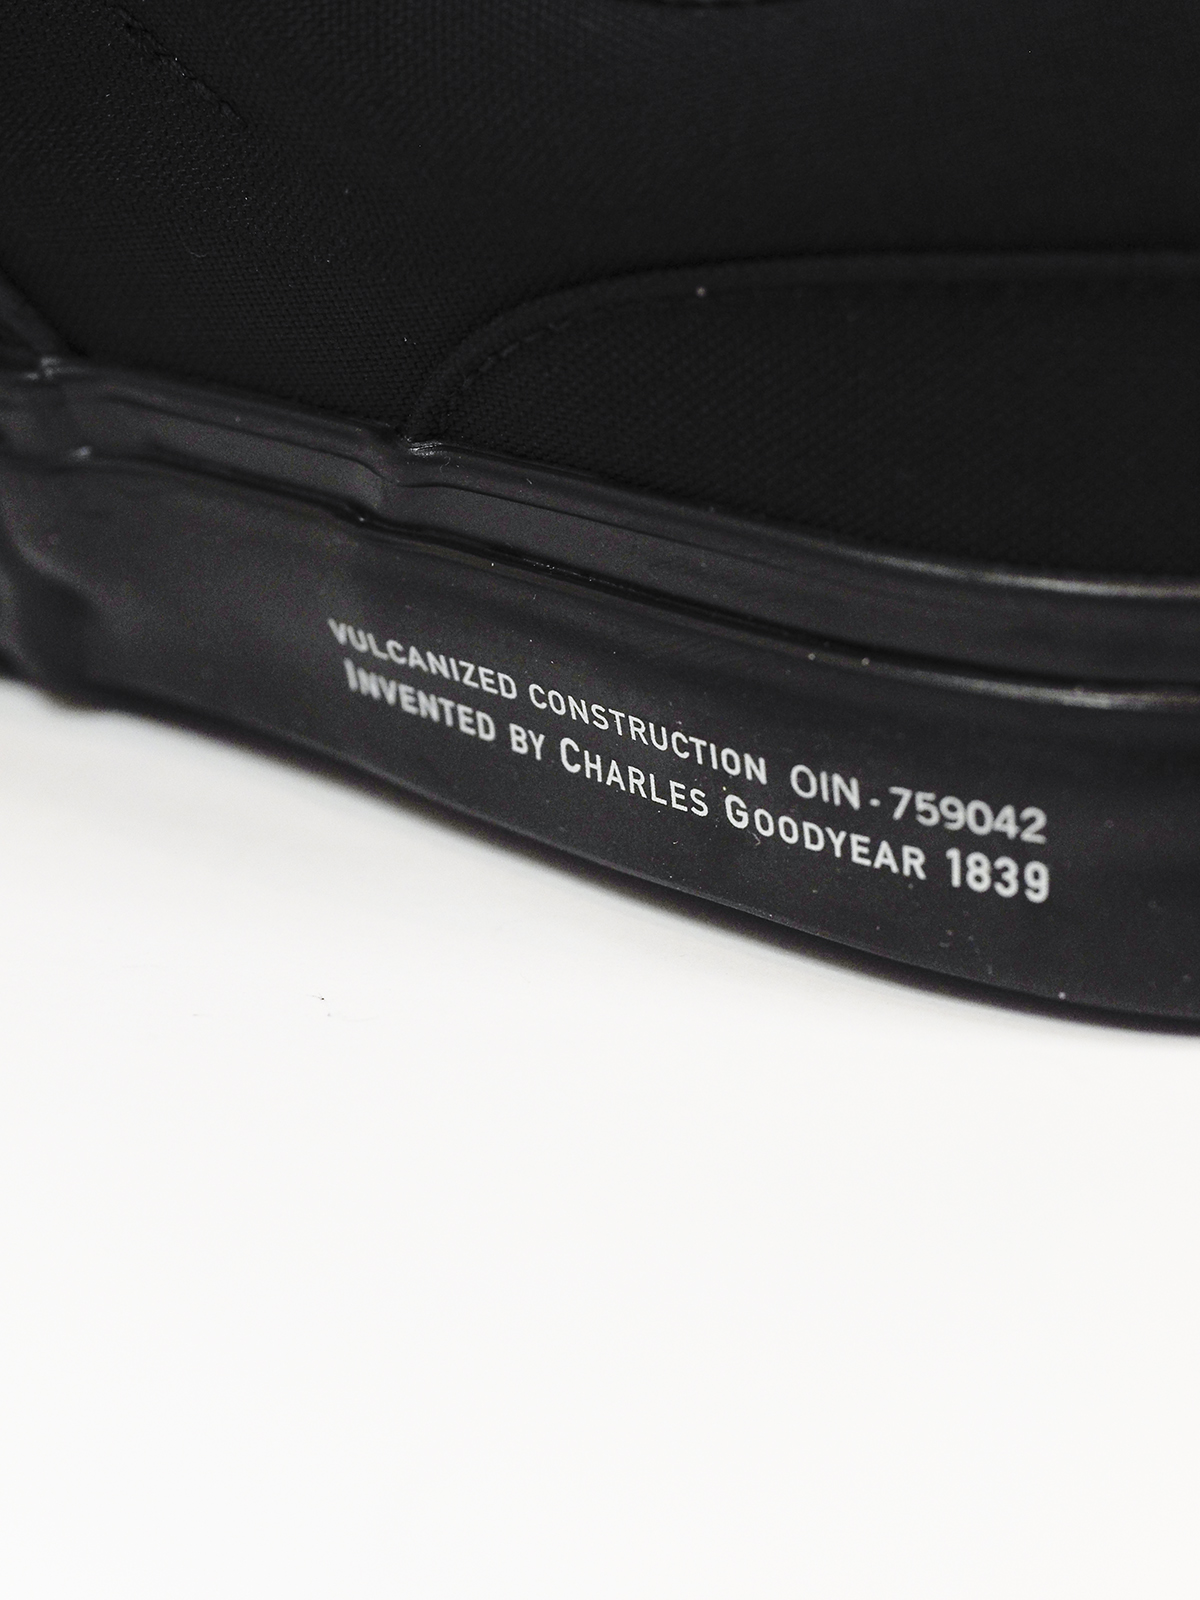 VULCANIZED CONSTRUCTION OIN-759042
INVENTED BY CHARLES GOODYEAR 1839